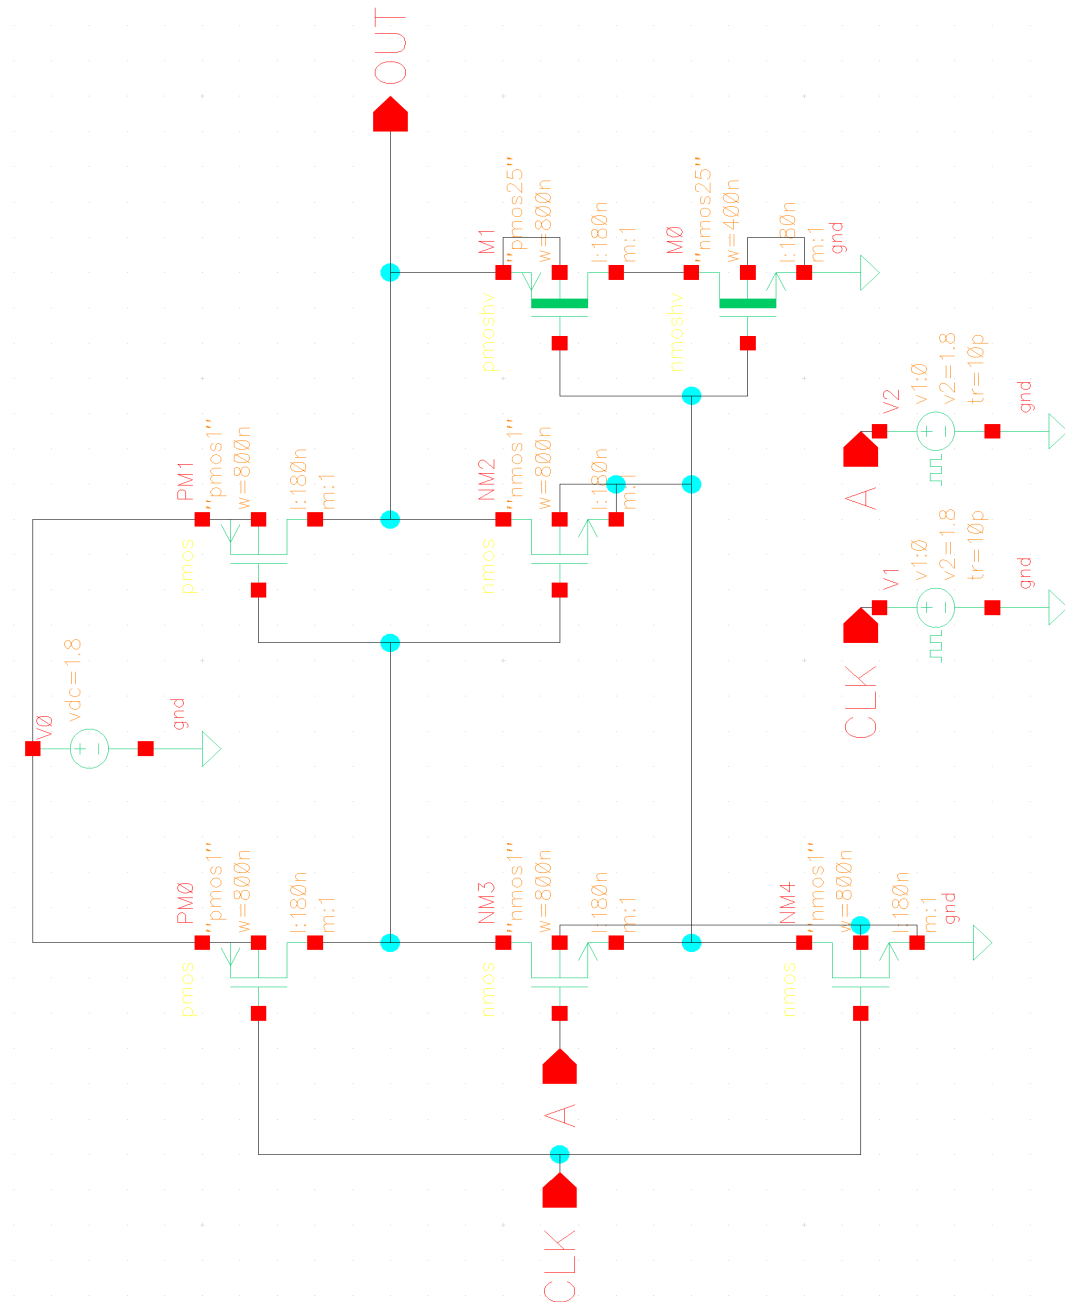 V0
vdc=1.8
gnd
PM0
"pmos1"
w=800n
l:180n
m:1
pmos
PM1
"pmos1"
w=800n
l:180n
m:1
pmos
OUT
NM3
"nmos1"
w=800n
l:180n
m:1
nmos
NM2
"nmos1"
w=800n
l:180n
m:1
nmos
M1
"pmos25"
w=800n
l:180n
m:1
pmoshv
CLK
A
NM4
"nmos1"
w=800n
l:180n
m:1
gnd
nmos
M0
"nmos25"
w=400n
l:180n
m:1
gnd
nmoshv
CLK
V1
v1:0
v2=1.8
tr=10p
gnd
A
V2
v1:0
v2=1.8
tr=10p
gnd